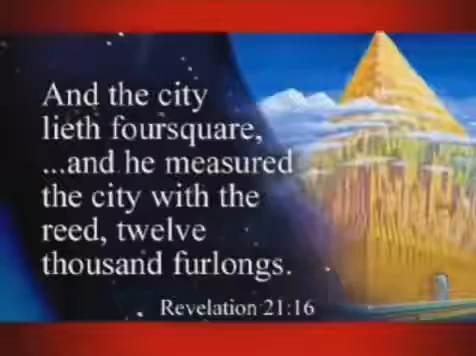 And the city
lieth foursquare,
...and he measured
the city with the
reed, twelve
thousand furlongs.
Revelation 21:16